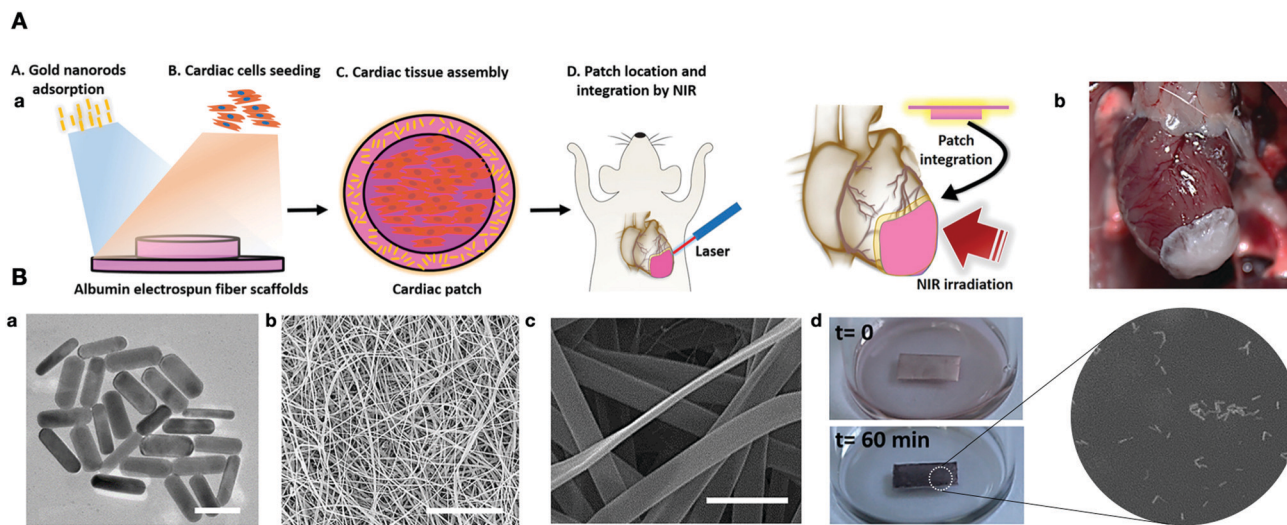 A
A. Gold nanorods
adsorption
B. Cardiac cells seeding
C. Cardiac tissue assembly
D. Patch location and
integration by NIR
a
b
Patch
integration
Laser
NIR irradiation
Albumin electrospun fiber scaffolds
Cardiac patch
B
a
b
c
d
t= 0
t= 60 min